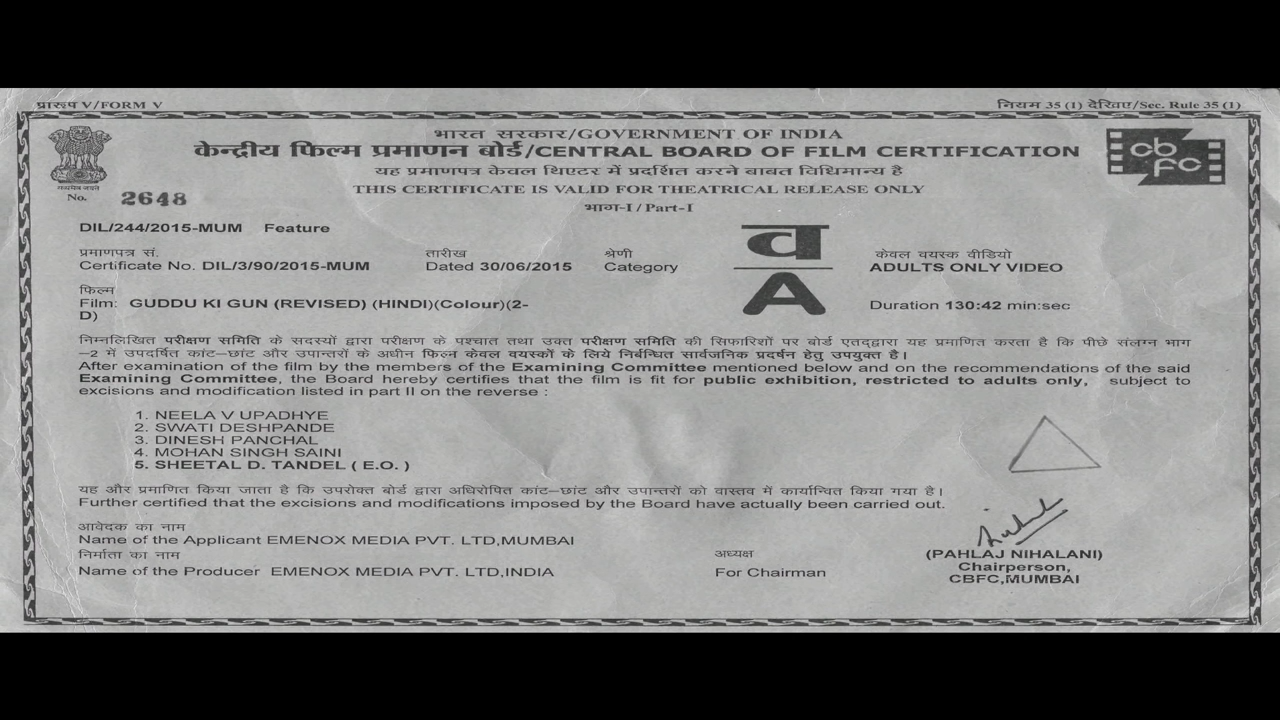 प्रारूप V/FORM V
नियम 35 (1) देखिए/Sec. Rule 35 (1)
भारत सरकार/GOVERNMENT OF INDIA
केन्द्रीय फिल्म प्रमाणन बोर्ड/CENTRAL BOARD OF FILM CERTIFICATION
cbfc
यह प्रमाणपत्र केवल थिएटर में प्रदर्शित करने बाबत विधिमान्य है
सत्यमेव जयते
THIS CERTIFICATE IS VALID FOR THEATRICAL RELEASE ONLY
No. 2648
भाग-I / Part-I
DIL/244/2015-MUM Feature
व
A
प्रमाणपत्र सं. तारीख श्रेणी केवल वयस्क वीडियो
Certificate No. DIL/3/90/2015-MUM Dated 30/06/2015 Category ADULTS ONLY VIDEO
फिल्म
Film: GUDDU KI GUN (REVISED) (HINDI)(Colour)(2-
D)
Duration 130:42 min:sec
निम्नलिखित परीक्षण समिति के सदस्यों द्वारा परीक्षण के पश्चात तथा उक्त परीक्षण समिति की सिफारिशों पर बोर्ड एतद्द्वारा यह प्रमाणित करता है कि पीछे संलग्न भाग
-2 में उपदर्षित कांट-छांट और उपान्तरों के अधीन फिल्न केवल वयस्कों के लिये निर्बन्धित सार्वजनिक प्रदर्षन हेतु उपयुक्त है।
After examination of the film by the members of the Examining Committee mentioned below and on the recommendations of the said
Examining Committee, the Board hereby certifies that the film is fit for public exhibition, restricted to adults only, subject to
excisions and modification listed in part II on the reverse :
1. NEELA V UPADHYE
2. SWATI DESHPANDE
3. DINESH PANCHAL
4. MOHAN SINGH SAINI
5. SHEETAL D. TANDEL ( E.O. )
यह और प्रमाणित किया जाता है कि उपरोक्त बोर्ड द्वारा अधिरोपित कांट-छांट और उपान्तरों को वास्तव में कार्यान्वित किया गया है।
Further certified that the excisions and modifications imposed by the Board have actually been carried out.
आवेदक का नाम
Name of the Applicant EMENOX MEDIA PVT. LTD,MUMBAI
निर्माता का नाम
Name of the Producer EMENOX MEDIA PVT. LTD,INDIA
अध्यक्ष
For Chairman
(PAHLAJ NIHALANI)
Chairperson,
CBFC,MUMBAI